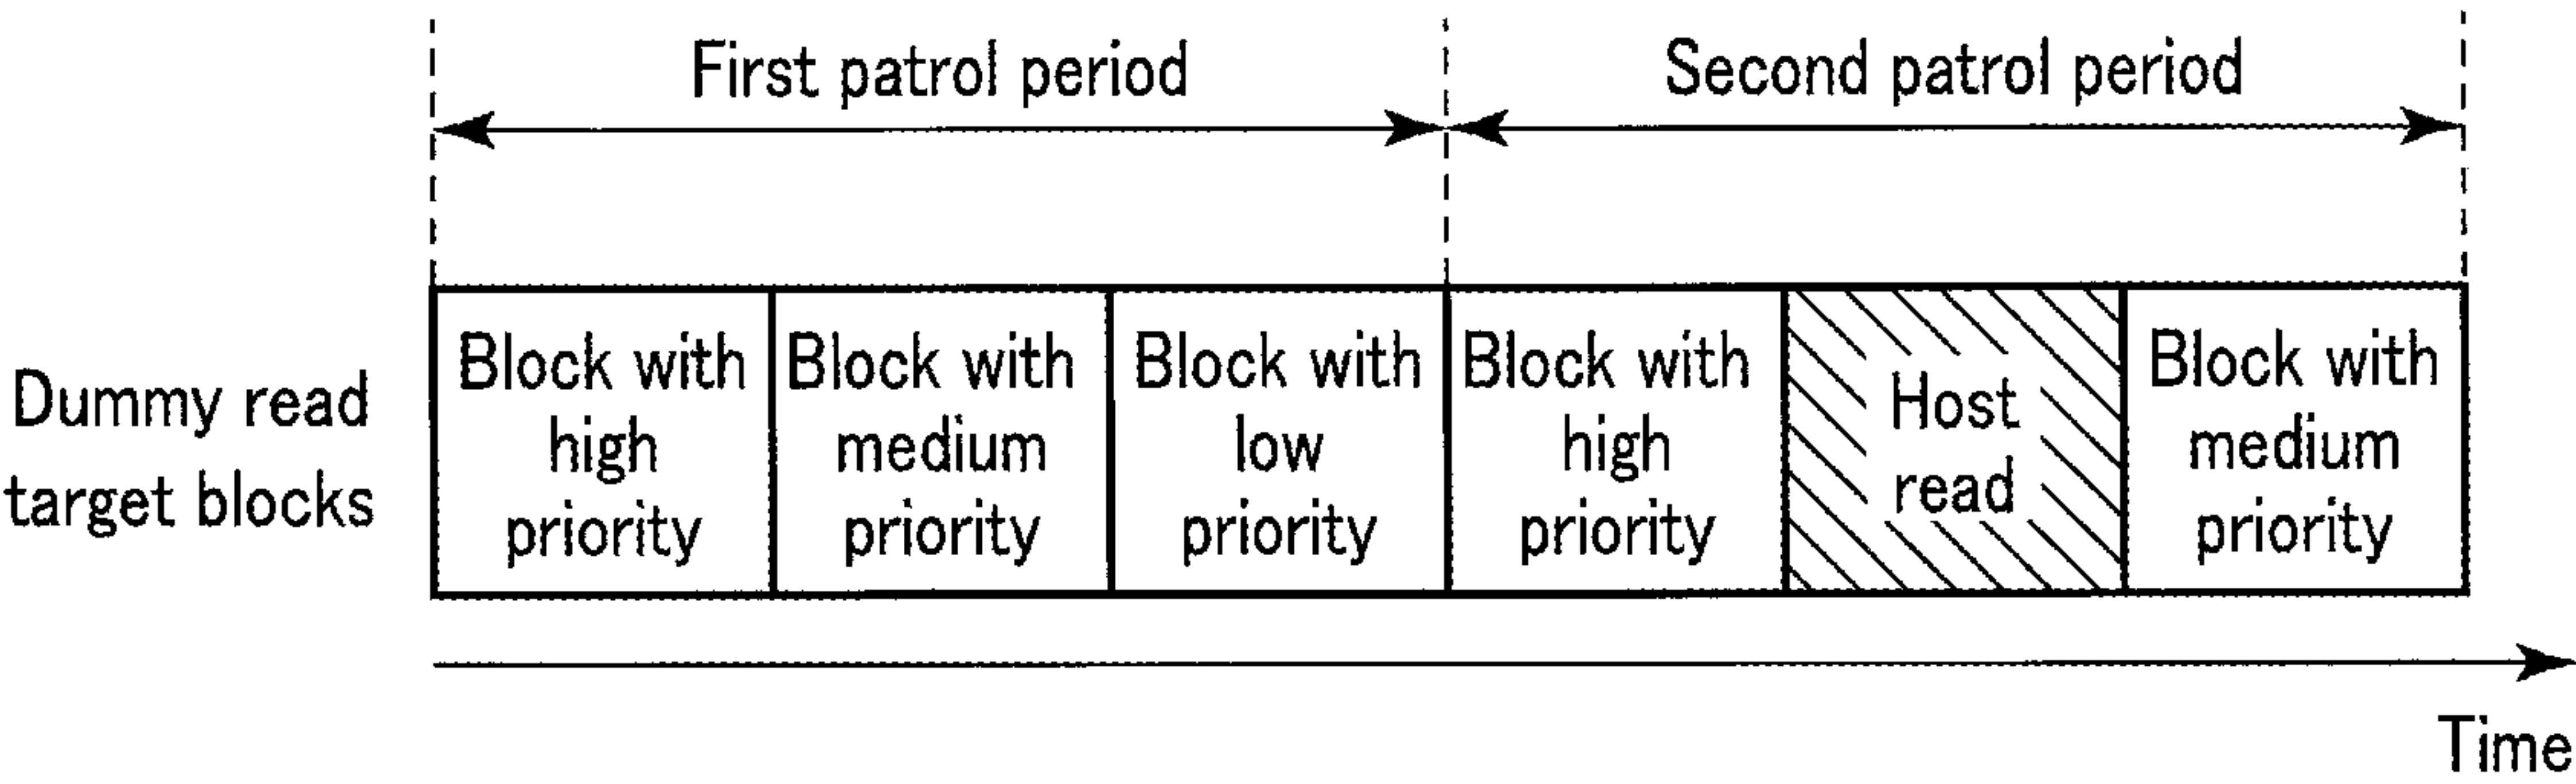 First patrol period
Second patrol period
Dummy read
target blocks
Block with
high
priority
Block with
medium
priority
Block with
low
priority
Block with
high
priority
Host
read
Block with
medium
priority
Time